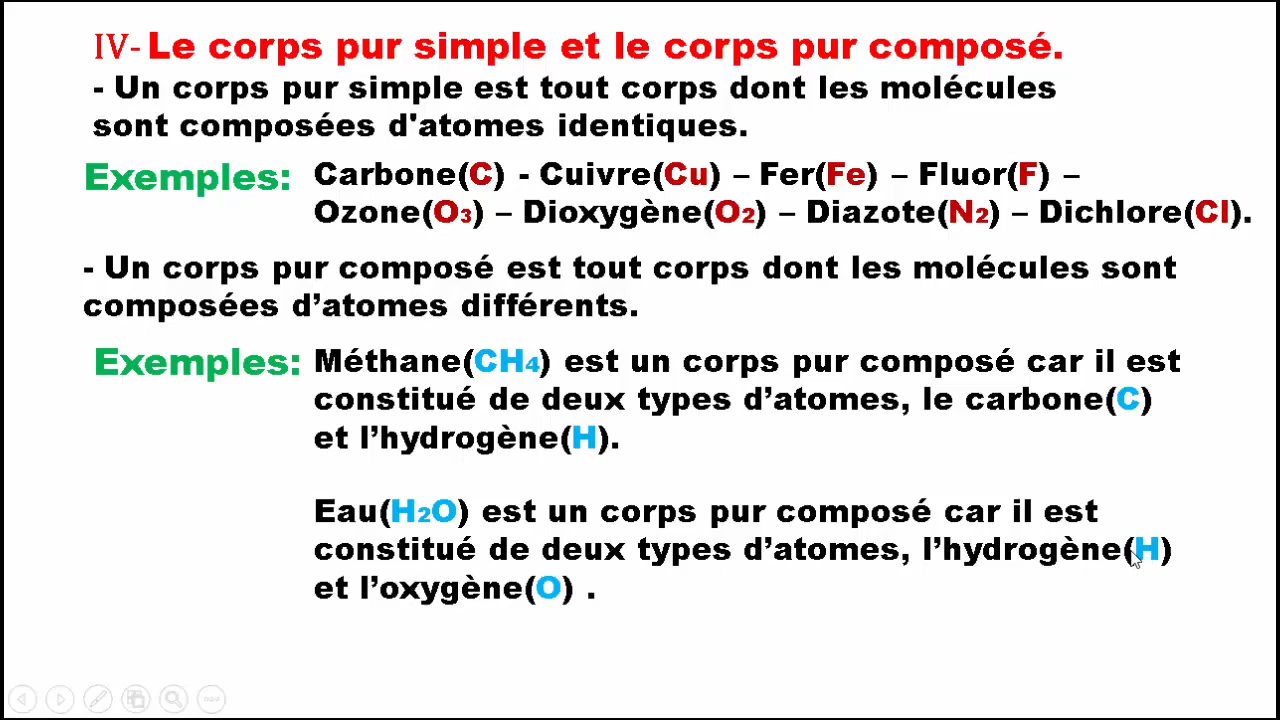 IV- Le corps pur simple et le corps pur composé.
- Un corps pur simple est tout corps dont les molécules
sont composées d'atomes identiques.
Exemples: Carbone(C) - Cuivre(Cu) – Fer(Fe) – Fluor(F) –
Ozone(O₃) – Dioxygène(O₂) – Diazote(N₂) – Dichlore(Cl).
- Un corps pur composé est tout corps dont les molécules sont
composées d’atomes différents.
Exemples: Méthane(CH₄) est un corps pur composé car il est
constitué de deux types d’atomes, le carbone(C)
et l’hydrogène(H).
Eau(H₂O) est un corps pur composé car il est
constitué de deux types d’atomes, l’hydrogène(H)
et l’oxygène(O) .